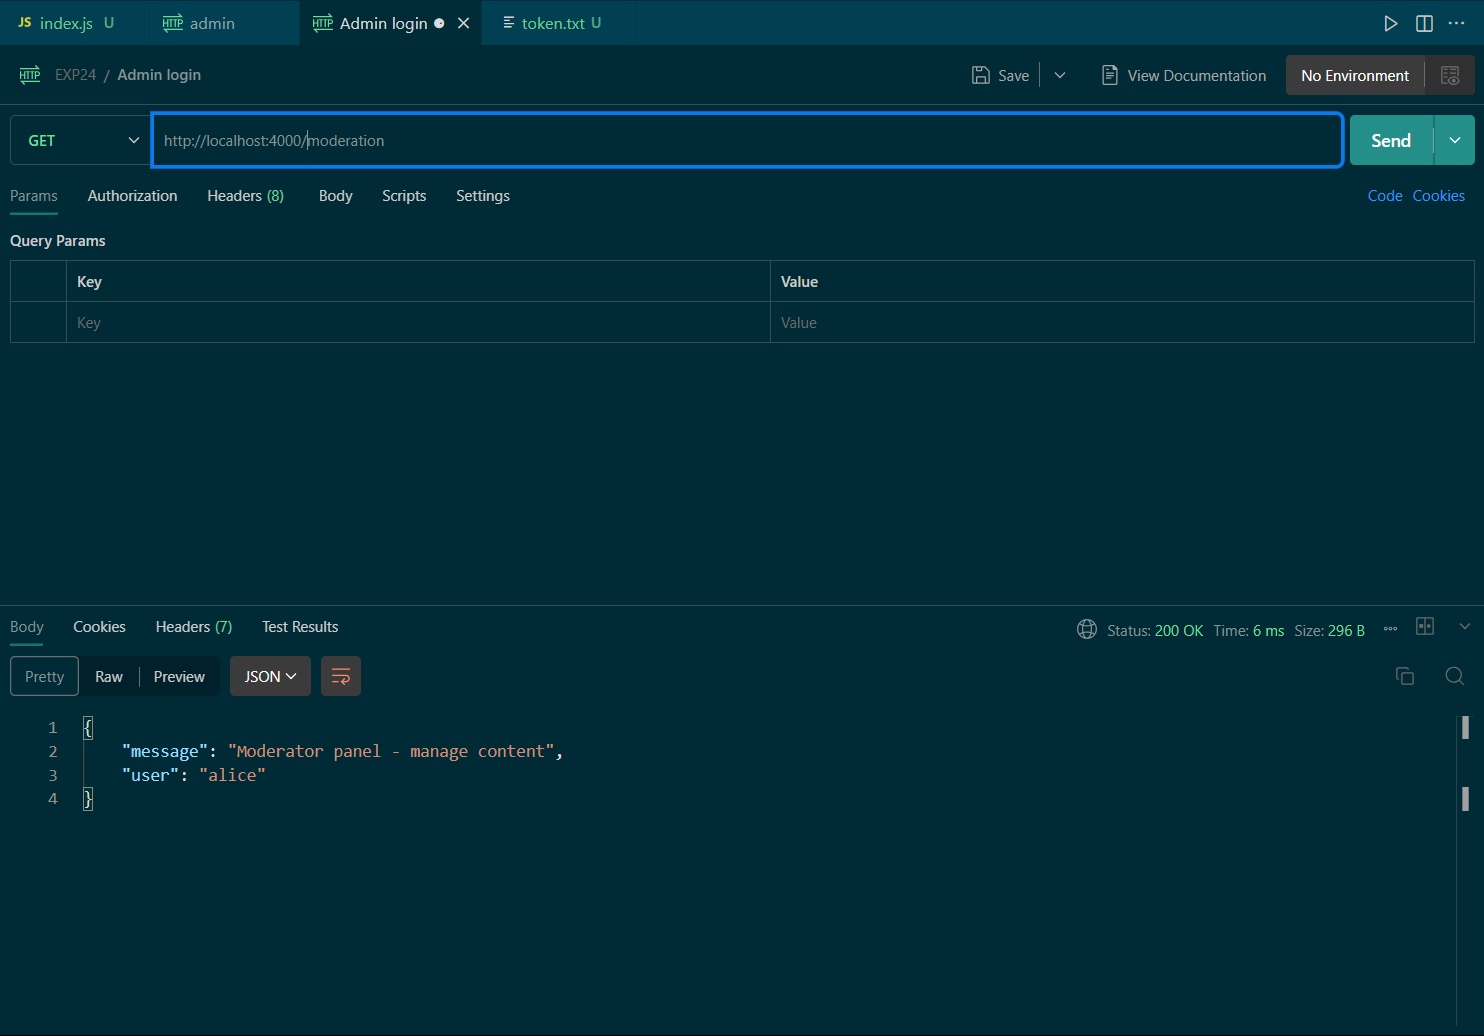 JS index.js U HTTP admin HTTP Admin login token.txt U
HTTP EXP24 / Admin login Save View Documentation No Environment
GET http://localhost:4000/moderation Send
Params Authorization Headers (8) Body Scripts Settings Code Cookies
Query Params
Key Value
Key Value
Body Cookies Headers (7) Test Results Status: 200 OK Time: 6 ms Size: 296 B
Pretty Raw Preview JSON
1 {
2 "message": "Moderator panel - manage content",
3 "user": "alice"
4 }